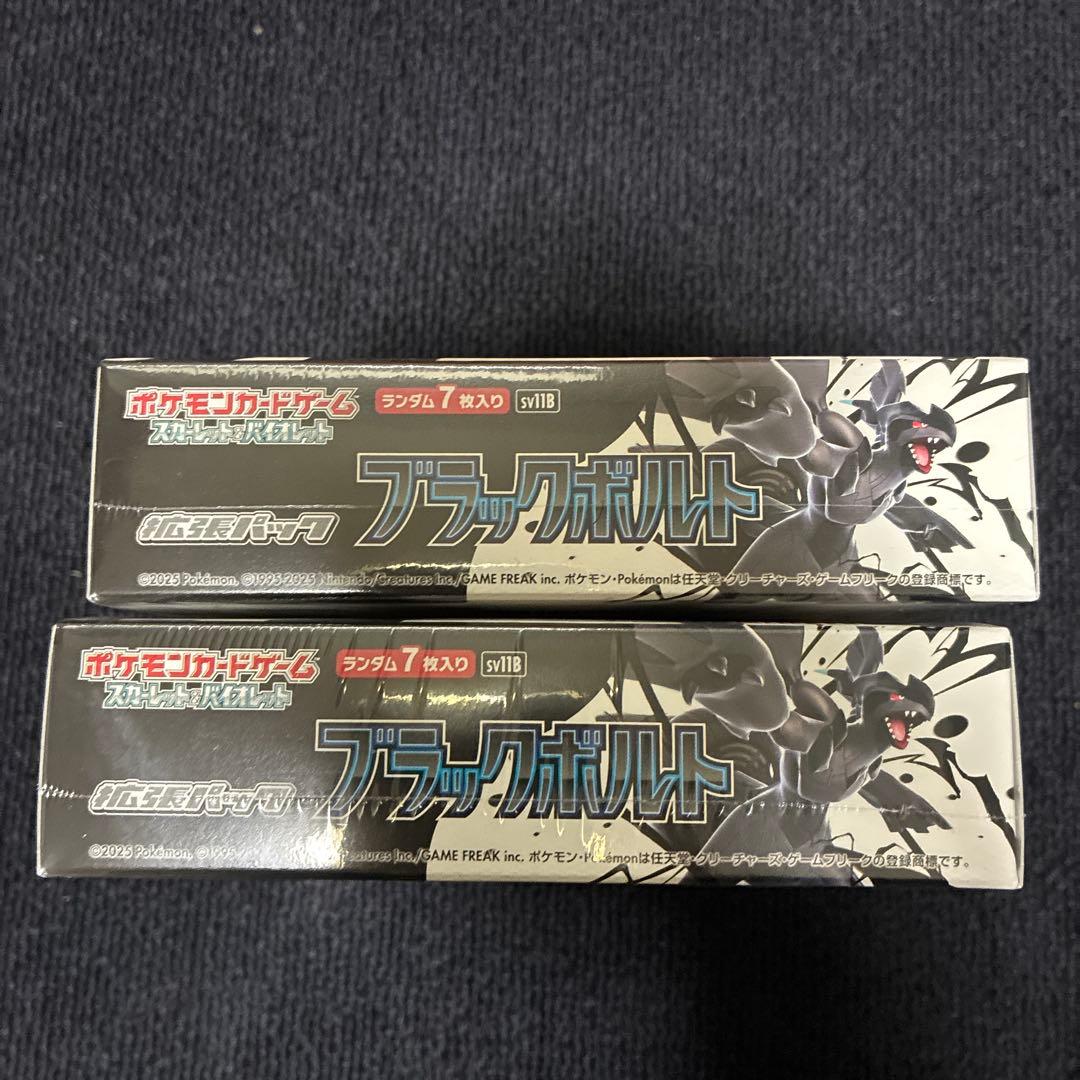 ポケモンカードゲーム
スカーレット&バイオレット
ランダム7枚入り sv11B
拡張パック ブラックボルト
©2025 Pokémon. ©1995-2025 Nintendo/Creatures Inc./GAME FREAK inc. ポケモン・Pokémonは任天堂・クリーチャーズ・ゲームフリークの登録商標です。
ポケモンカードゲーム
スカーレット&バイオレット
ランダム7枚入り sv11B
拡張パック ブラックボルト
©2025 Pokémon. ©1995- Creatures Inc./GAME FREAK inc. ポケモン・Pokémonは任天堂・クリーチャーズ・ゲームフリークの登録商標です。